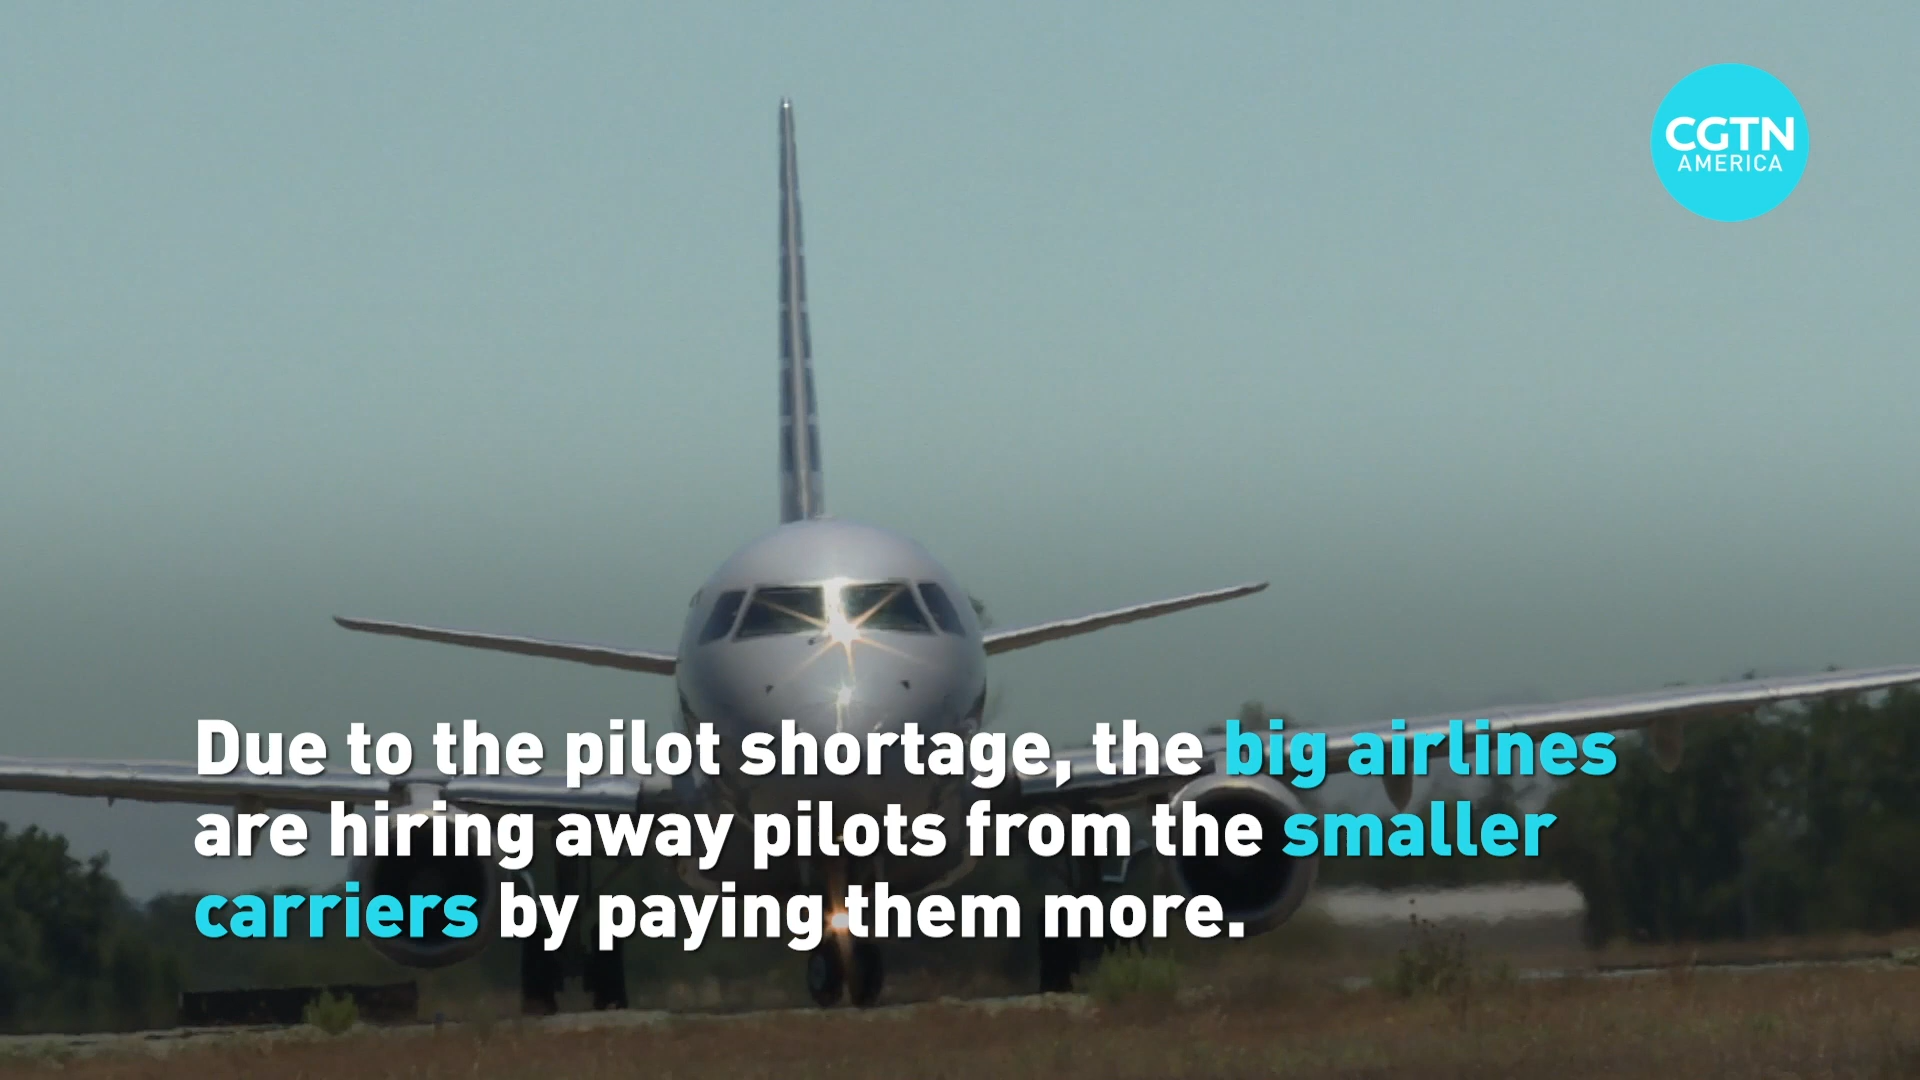 CGTN
AMERICA
Due to the pilot shortage, the big airlines
are hiring away pilots from the smaller
carriers by paying them more.